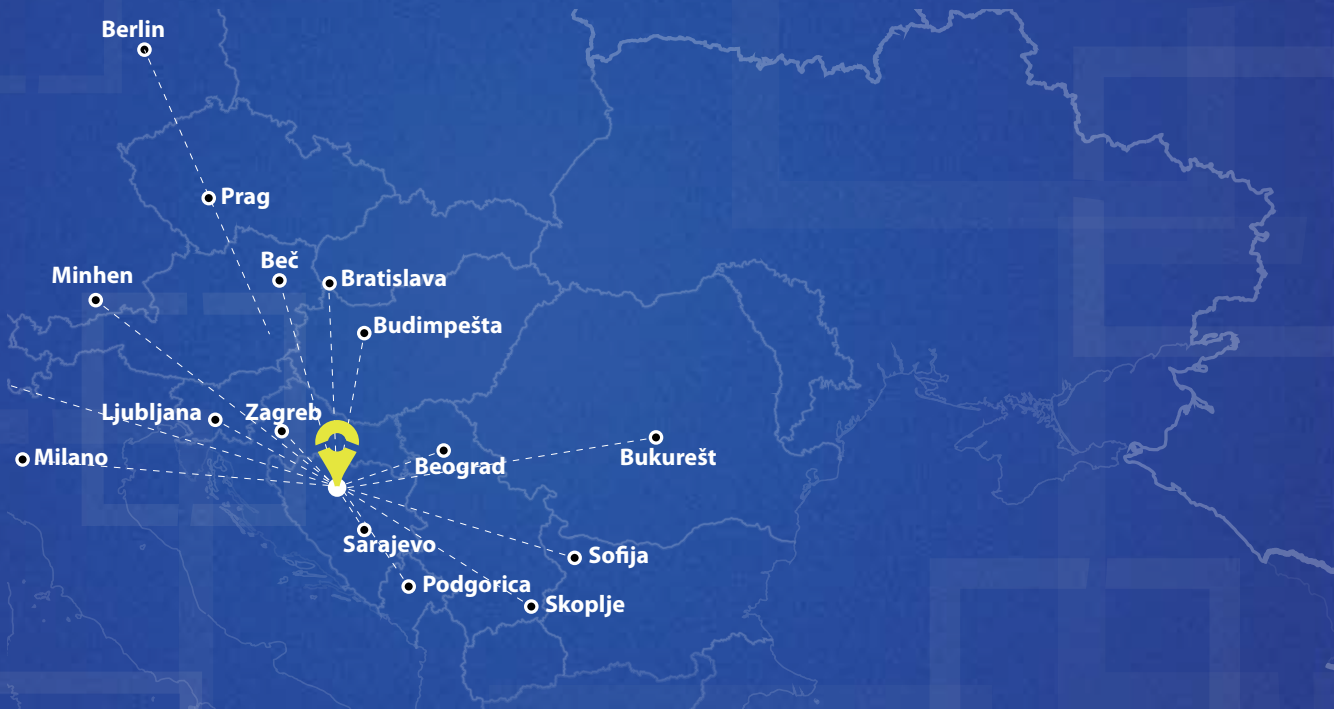 Berlin
Prag
Beč
Minhen
Bratislava
Budimpešta
Ljubljana
Zagreb
Milano
Beograd
Bukurešt
Sarajevo
Sofija
Podgorica
Skoplje